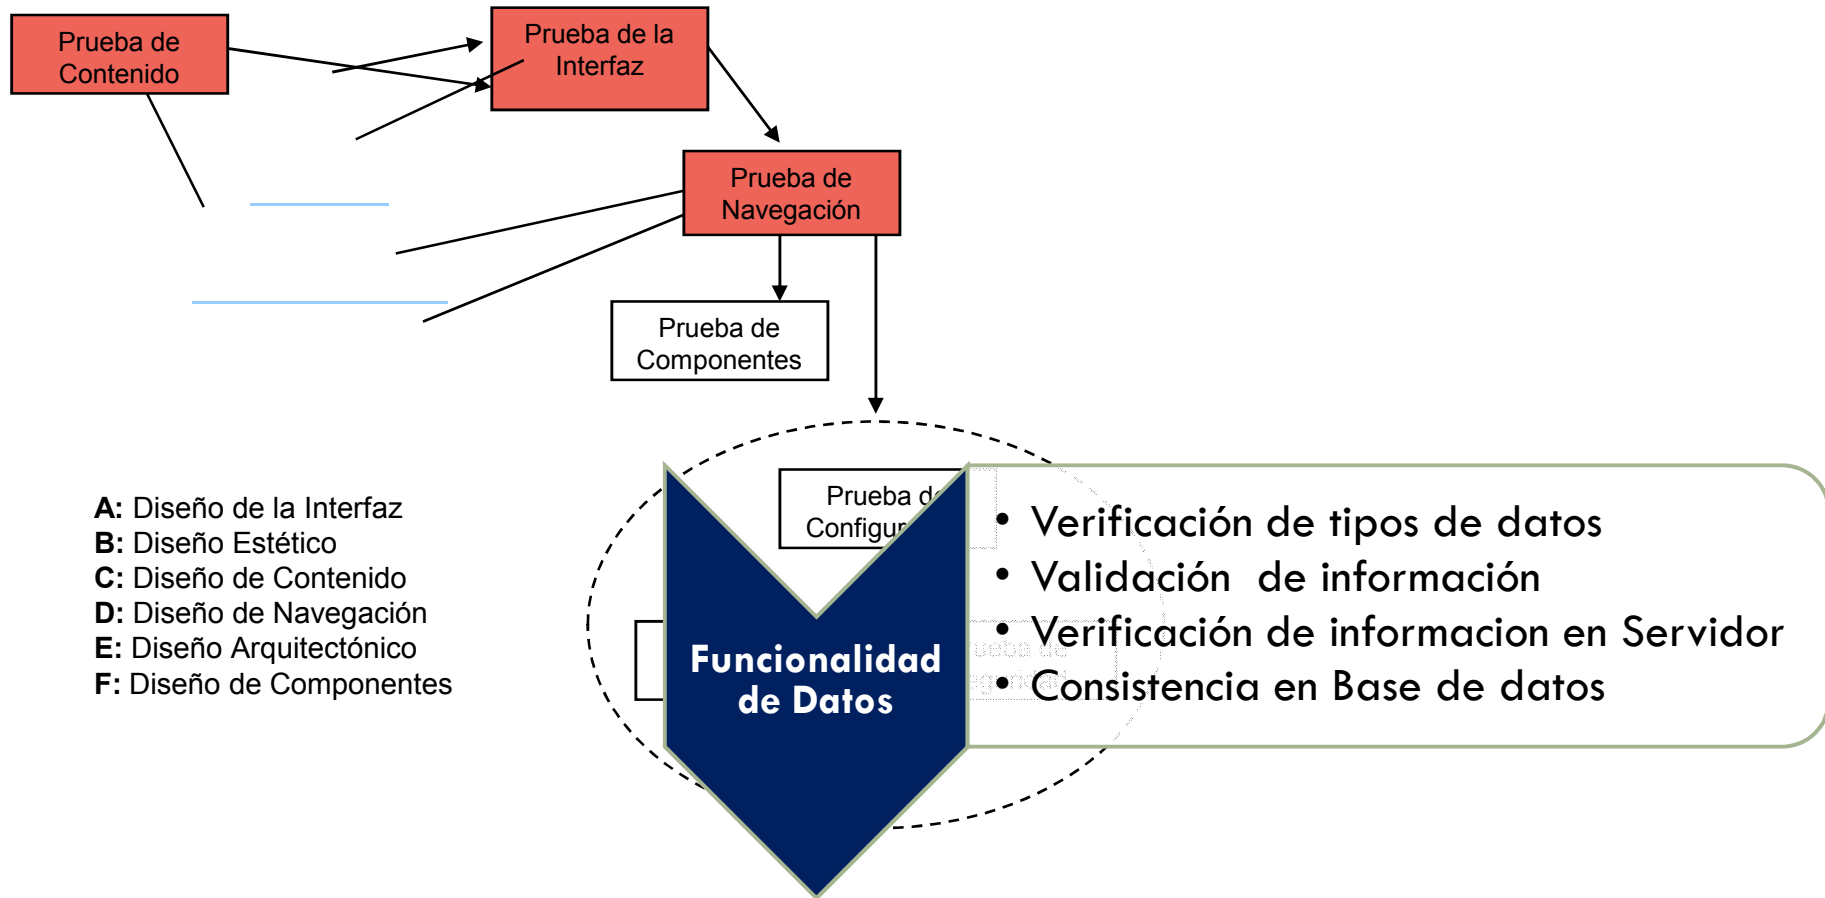 Prueba de
Contenido
Prueba de la
Interfaz
Prueba de
Navegación
Prueba de
Componentes
Prueba de
A: Diseño de la Interfaz
B: Diseño Estético
C: Diseño de Contenido
D: Diseño de Navegación
E: Diseño Arquitectónico
F: Diseño de Componentes
Funcionalidad
de Datos
• Verificación de tipos de datos
• Validación de información
• Verificación de informacion en Servidor
• Consistencia en Base de datos